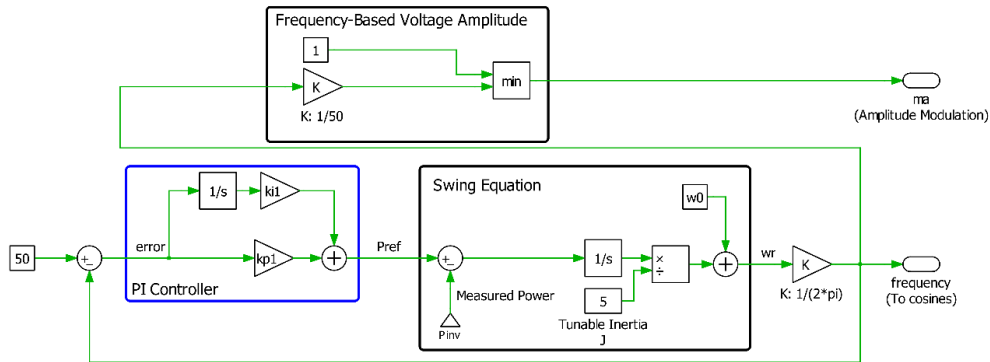 Frequency-Based Voltage Amplitude
1
K
K: 1/50
min
ma
(Amplitude Modulation)
1/s
ki1
kp1
50
+
-
error
+
PI Controller
Pref
Swing Equation
w0
+
-
Measured Power
Pinv
1/s
×
÷
5
Tunable Inertia
J
+
wr
K
K: 1/(2*pi)
frequency
(To cosines)